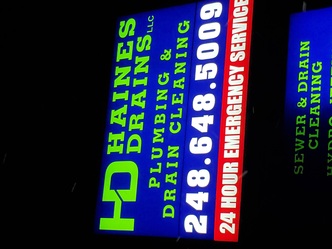 HD HAINES
DRAINS LLC
PLUMBING &
DRAIN CLEANING
248.648.5009
24 HOUR EMERGENCY SERVICE
SEWER & DRAIN
CLEANING